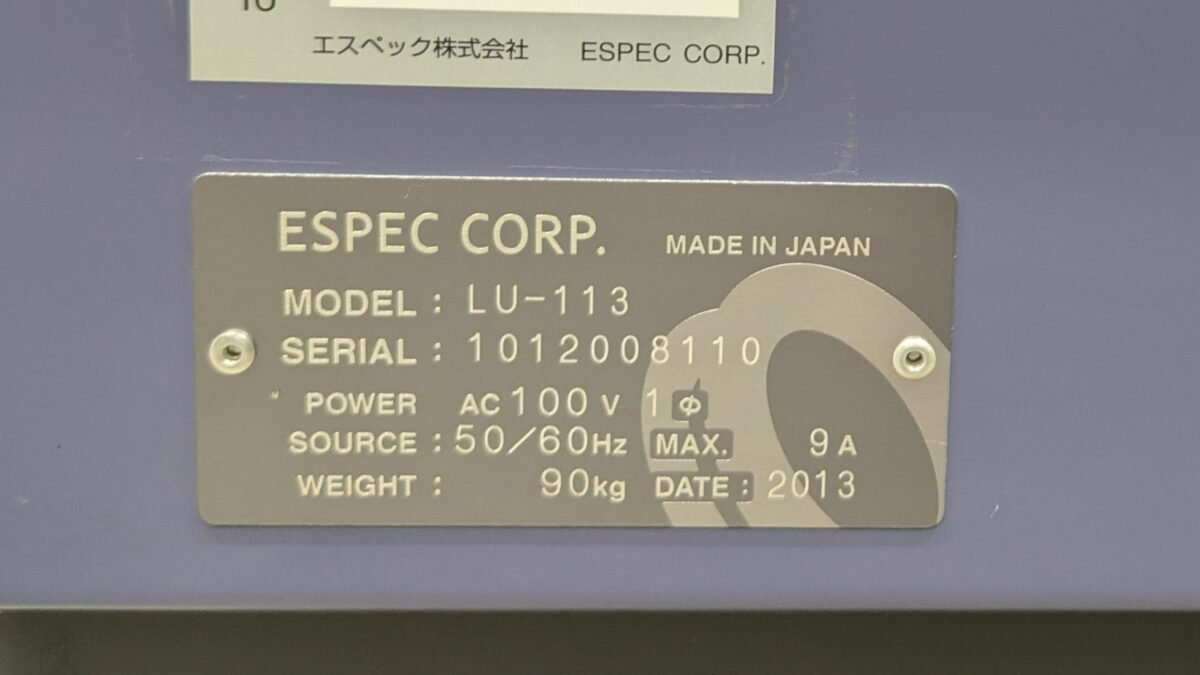 10
エスペック株式会社 ESPEC CORP.
ESPEC CORP. MADE IN JAPAN
MODEL : LU-113
SERIAL : 1012008110
POWER AC 100 V 1 Φ
SOURCE : 50/60Hz MAX. 9 A
WEIGHT : 90kg DATE : 2013